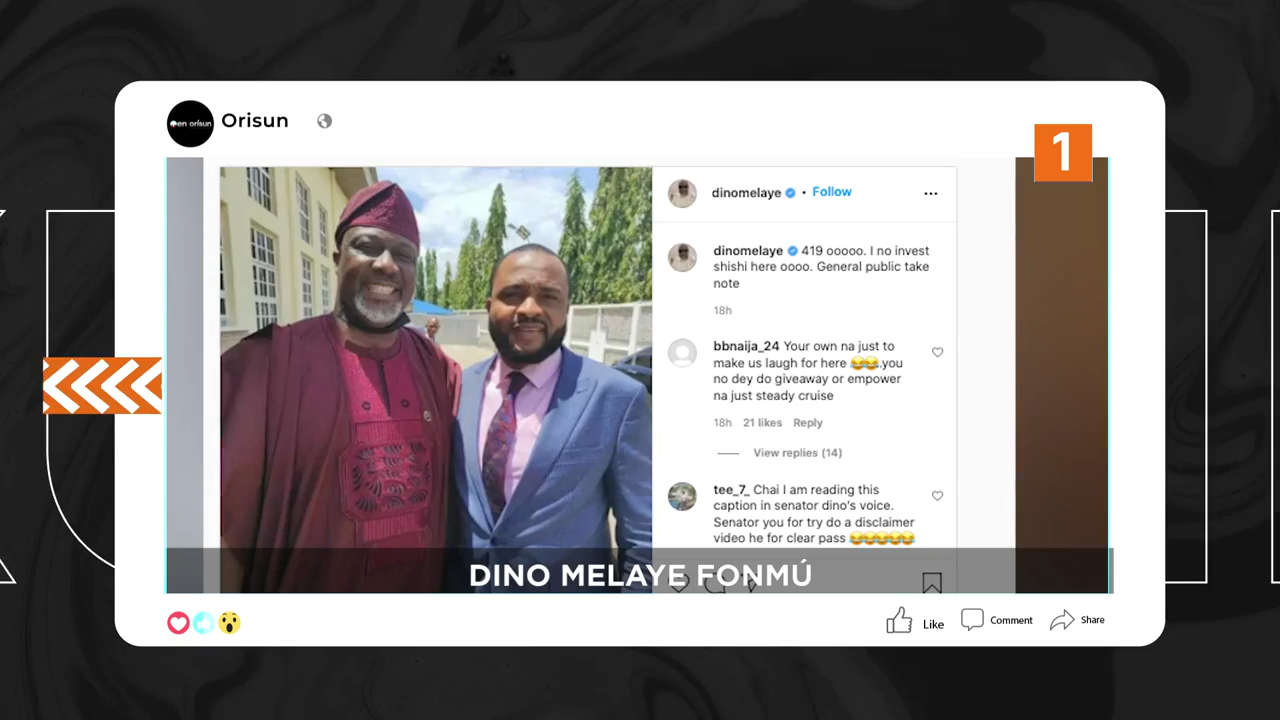 en orísun
Orisun
1
dinomelaye • Follow
dinomelaye 419 ooooo. I no invest
shishi here oooo. General public take
note
18h
bbnaija_24 Your own na just to
make us laugh for here 😂😂..you
no dey do giveaway or empower
na just steady cruise
18h 21 likes Reply
View replies (14)
tee_7_ Chai I am reading this
caption in senator dino's voice.
Senator you for try do a disclaimer
video he for clear pass 😂😂😂😂😂
DINO MELAYE FONMÚ
Like Comment Share